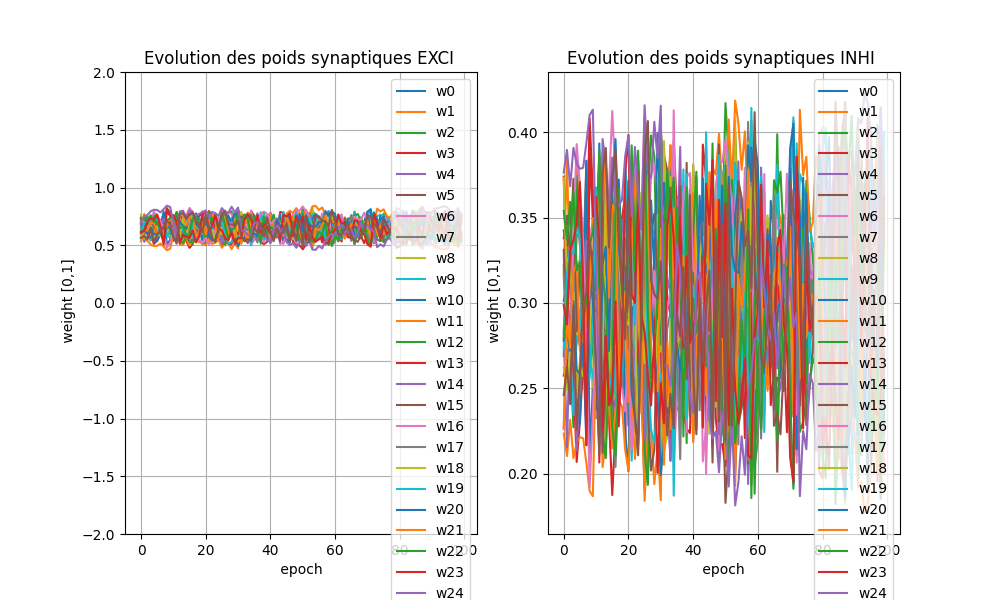 Evolution des poids synaptiques EXCI
2.0
1.5
1.0
0.5
0.0
−0.5
−1.0
−1.5
−2.0
weight [0,1]
0
20
40
60
80
100
epoch
w0
w1
w2
w3
w4
w5
w6
w7
w8
w9
w10
w11
w12
w13
w14
w15
w16
w17
w18
w19
w20
w21
w22
w23
w24
Evolution des poids synaptiques INHI
0.40
0.35
0.30
0.25
0.20
weight [0,1]
0
20
40
60
80
100
epoch
w0
w1
w2
w3
w4
w5
w6
w7
w8
w9
w10
w11
w12
w13
w14
w15
w16
w17
w18
w19
w20
w21
w22
w23
w24